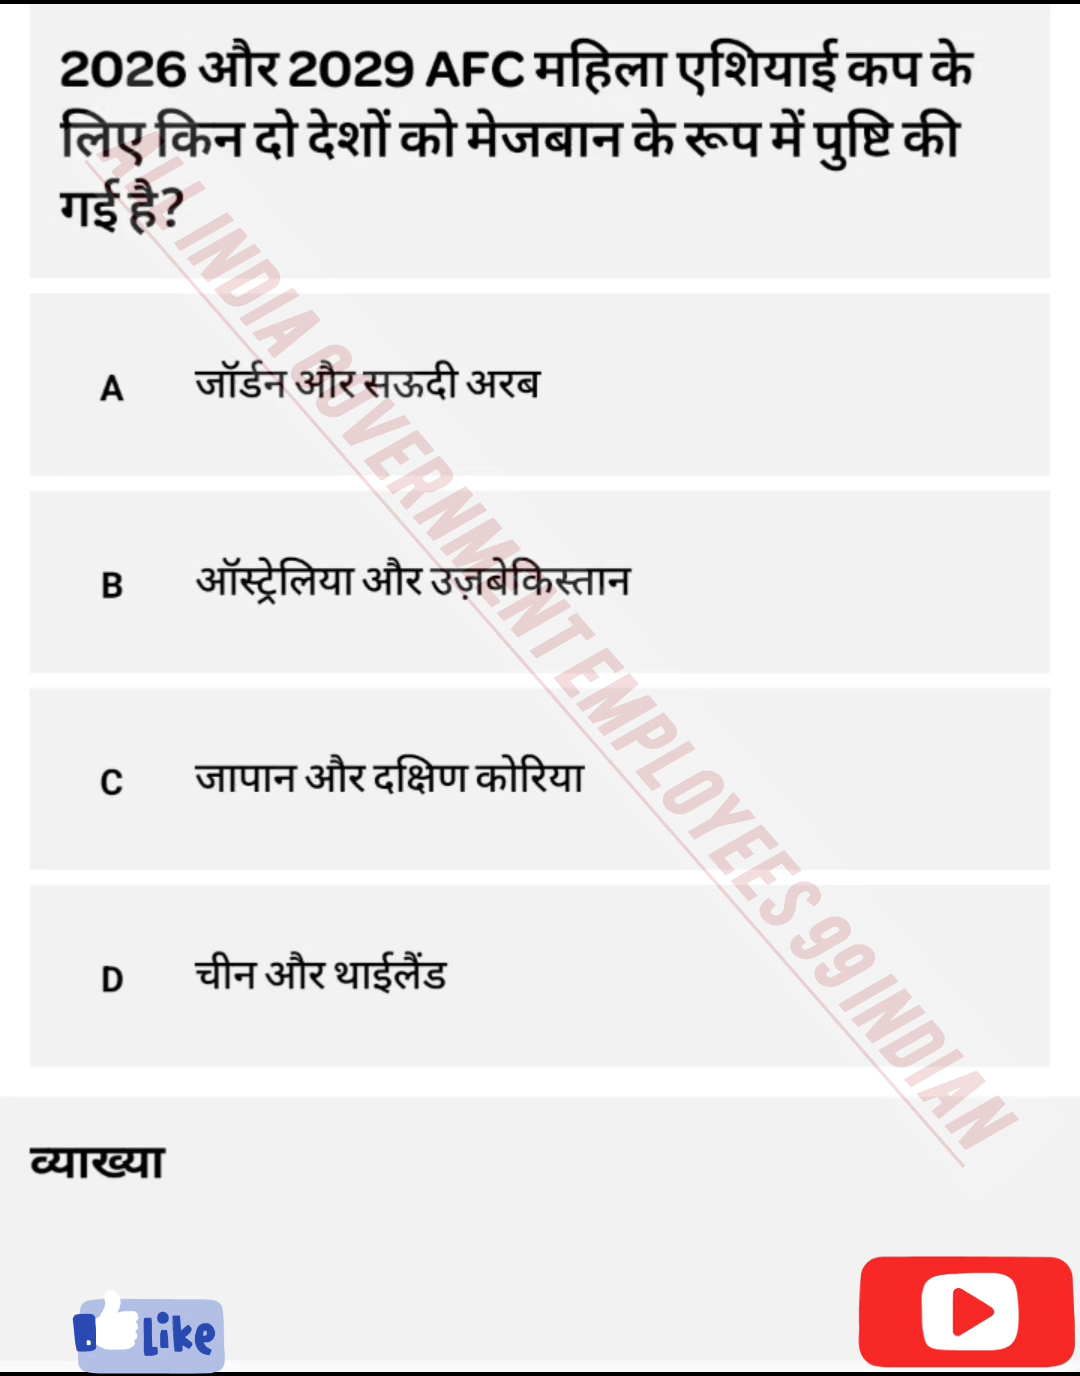 2026 और 2029 AFC महिला एशियाई कप के
लिए किन दो देशों को मेजबान के रूप में पुष्टि की
गई है?
A जॉर्डन और सऊदी अरब
B ऑस्ट्रेलिया और उज़बेकिस्तान
C जापान और दक्षिण कोरिया
D चीन और थाईलैंड
ALL INDIA GOVERNMENT EMPLOYEES 99 INDIAN
व्याख्या
Like